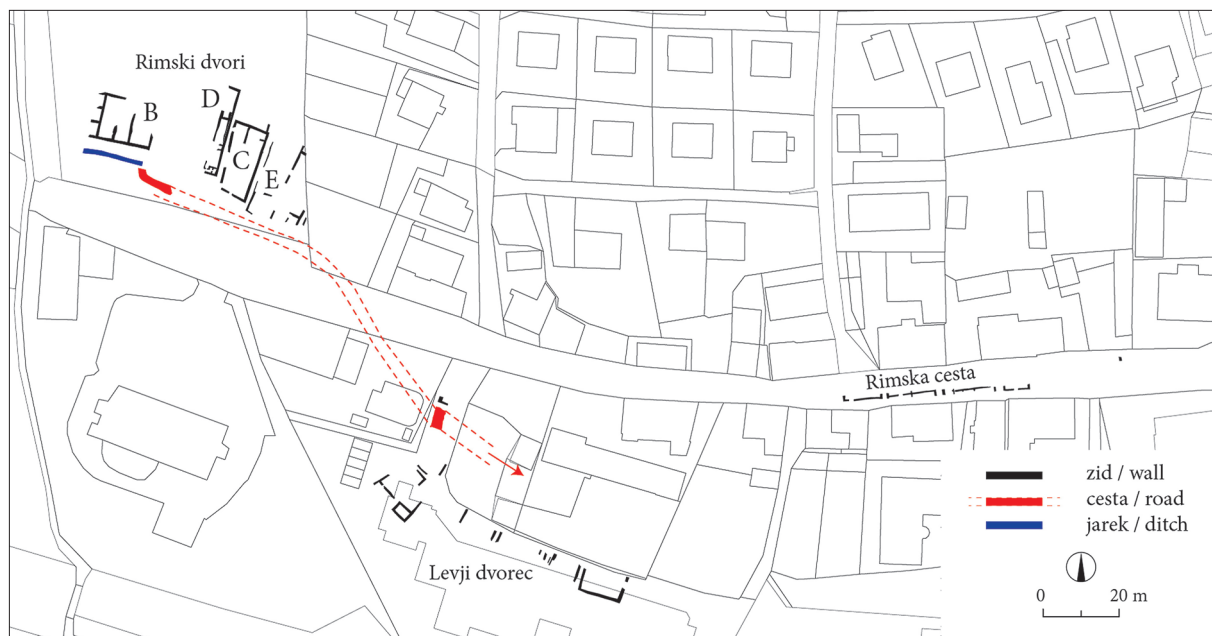 Rimski dvori
B
D
C
E
Rimska cesta
Levji dvorec
zid / wall
cesta / road
jarek / ditch
0
20 m